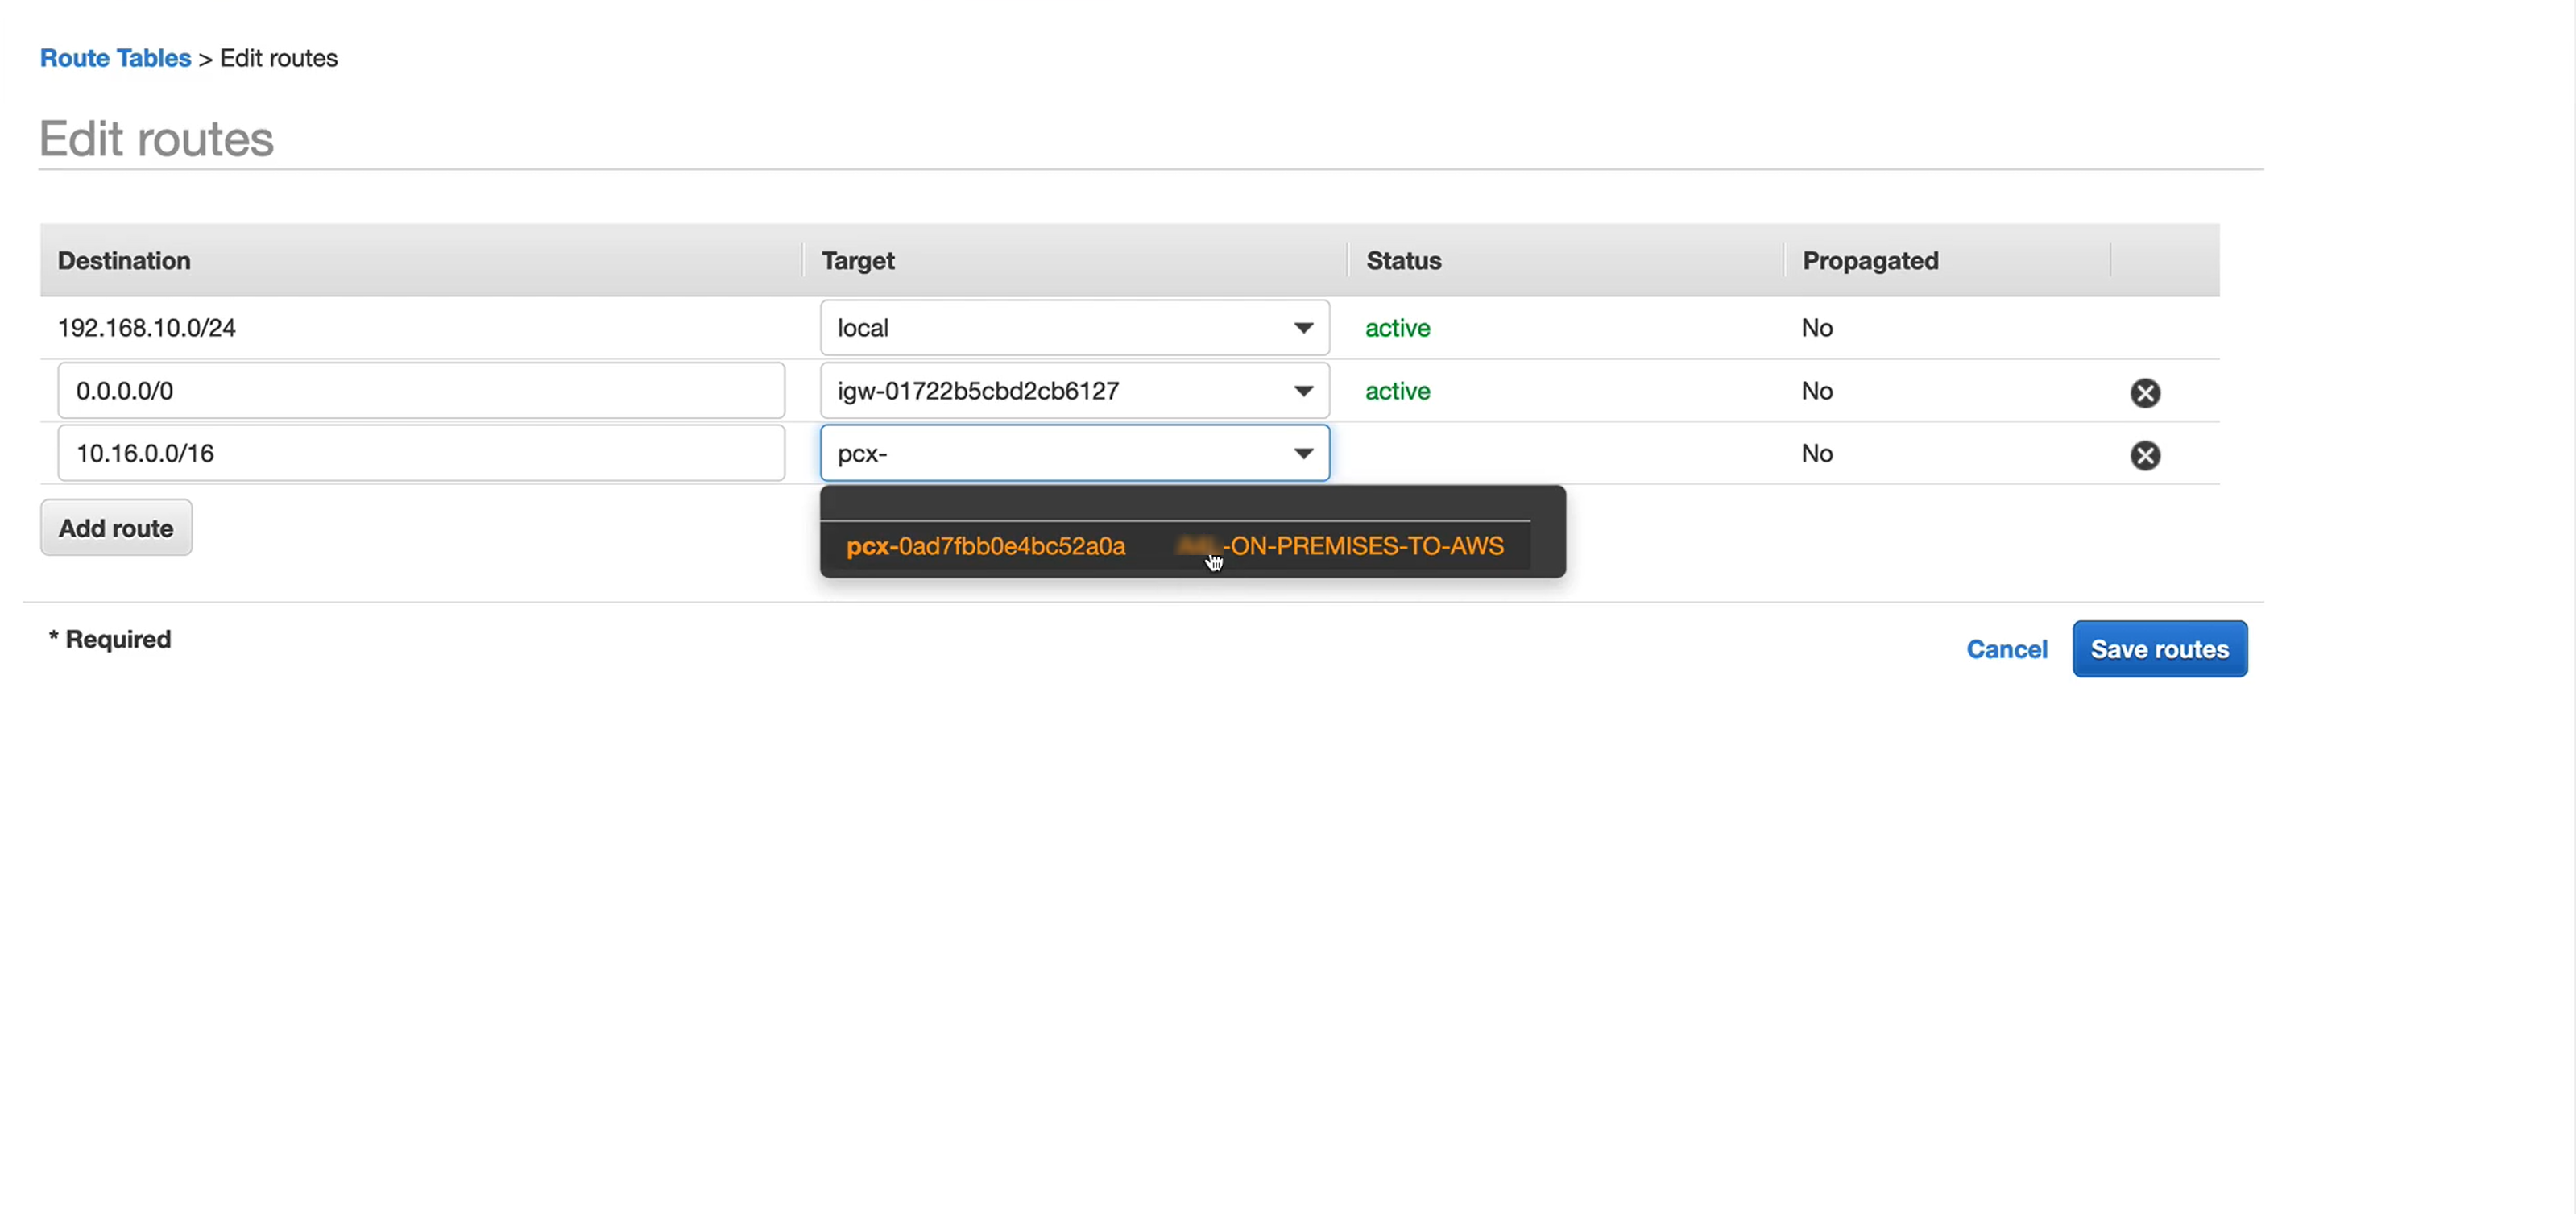 Route Tables > Edit routes
Edit routes
Destination Target Status Propagated
192.168.10.0/24 local active No
0.0.0.0/0 igw-01722b5cbd2cb6127 active No
10.16.0.0/16 pcx- No
Add route
pcx-0ad7fbb0e4bc52a0a -ON-PREMISES-TO-AWS
* Required
Cancel Save routes